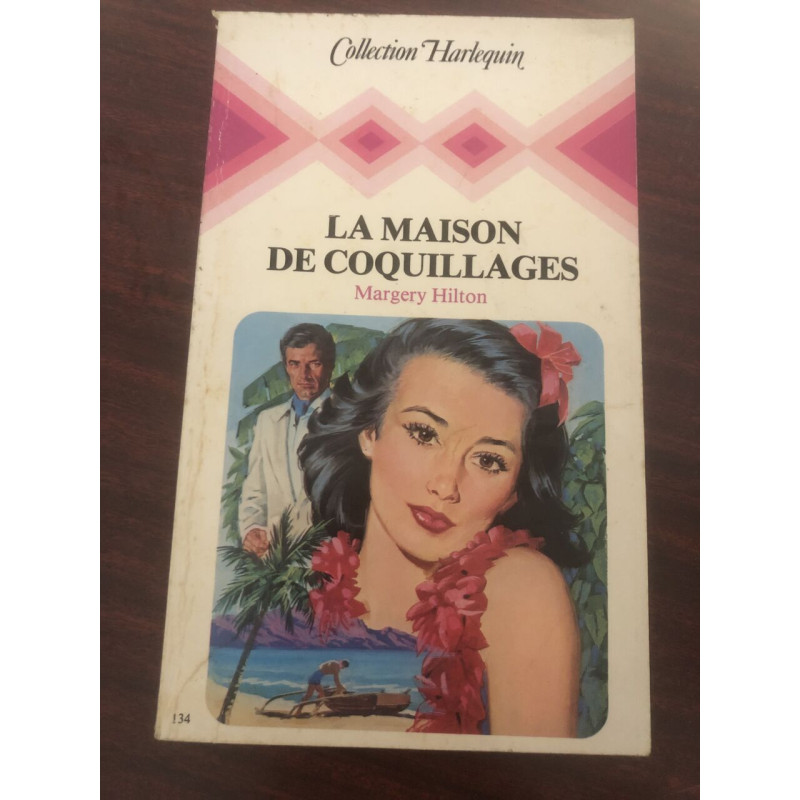 Collection Harlequin
LA MAISON
DE COQUILLAGES
Margery Hilton
134